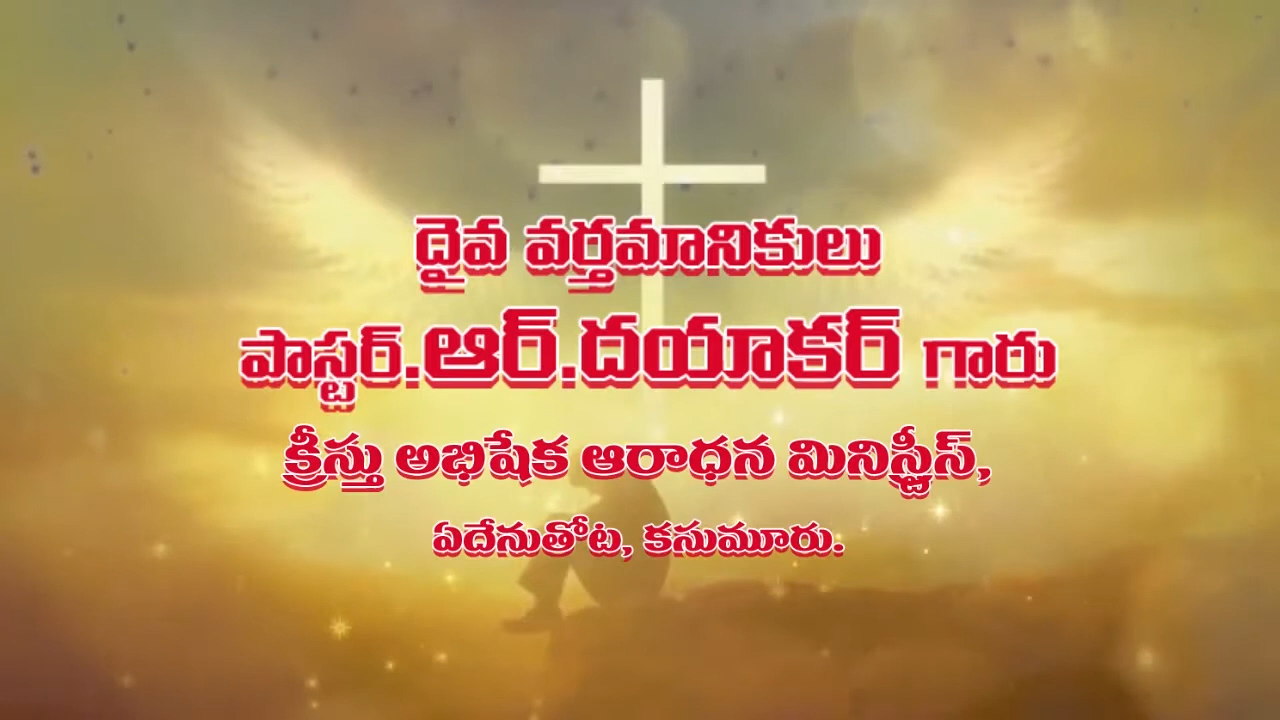 దైవ వర్తమానికులు
పాస్టర్.ఆర్.దయాకర్ గారు
క్రీస్తు అభిషేక ఆరాధన మినిస్ట్రీస్,
ఏదేనుతోట, కసుమూరు.